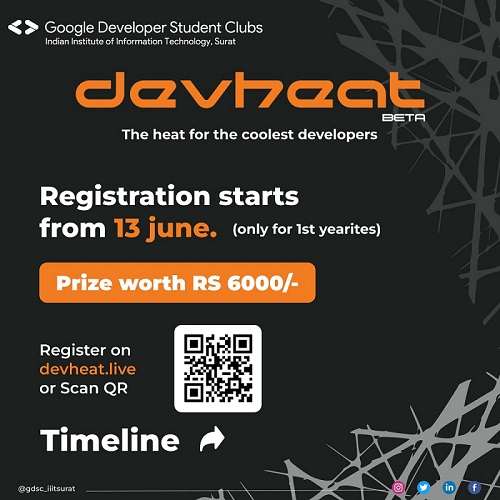 Google Developer Student Clubs
Indian Institute of Information Technology, Surat
devheat
BETA
The heat for the coolest developers
Registration starts
from 13 june. (only for 1st yearites)
Prize worth RS 6000/-
Register on
devheat.live
or Scan QR
Timeline
@gdsc_iiitsurat